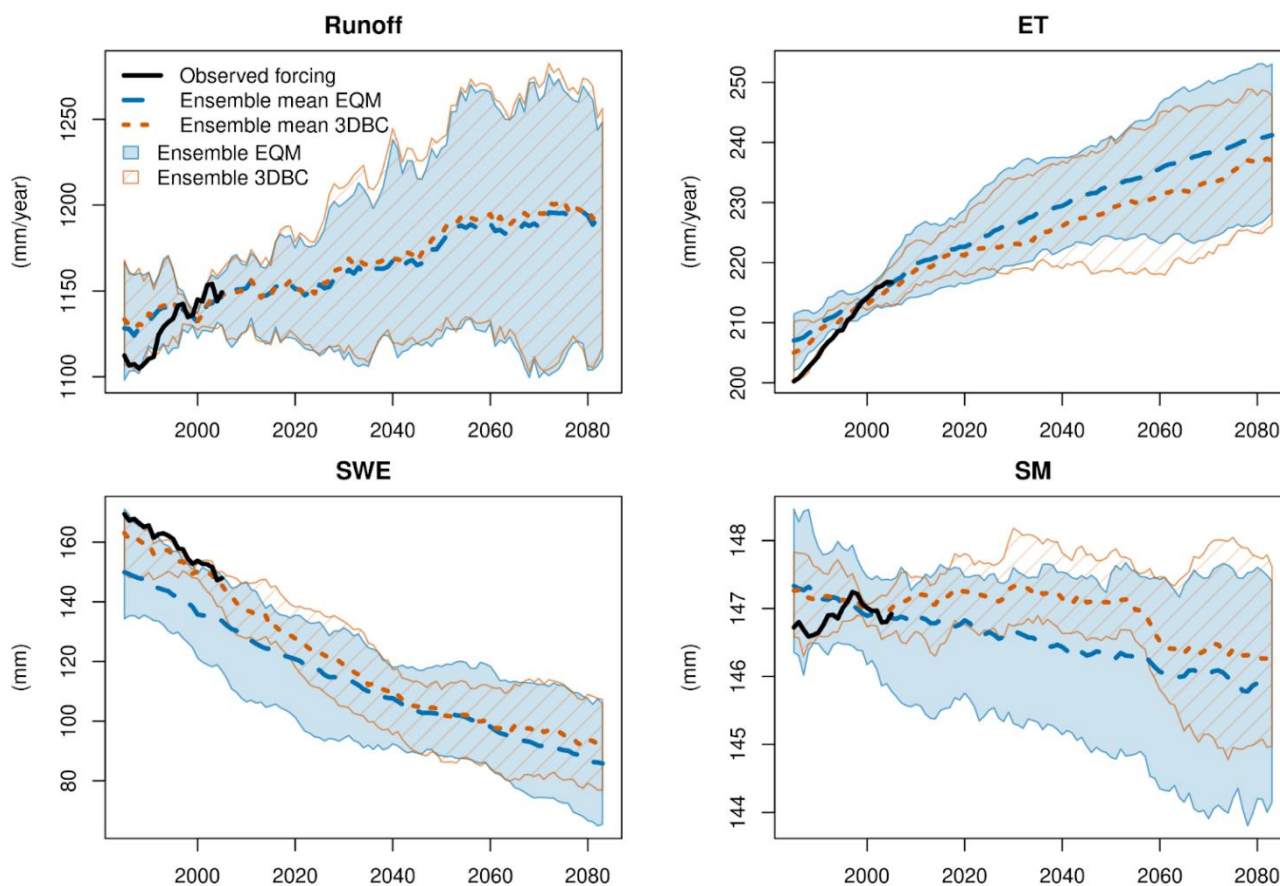 Runoff
(mm/year)
1250
1200
1150
1100
Observed forcing
Ensemble mean EQM
Ensemble mean 3DBC
Ensemble EQM
Ensemble 3DBC
2000 2020 2040 2060 2080
ET
(mm/year)
250
240
230
220
210
200
2000 2020 2040 2060 2080
SWE
(mm)
160
140
120
100
80
2000 2020 2040 2060 2080
SM
(mm)
148
147
146
145
144
2000 2020 2040 2060 2080